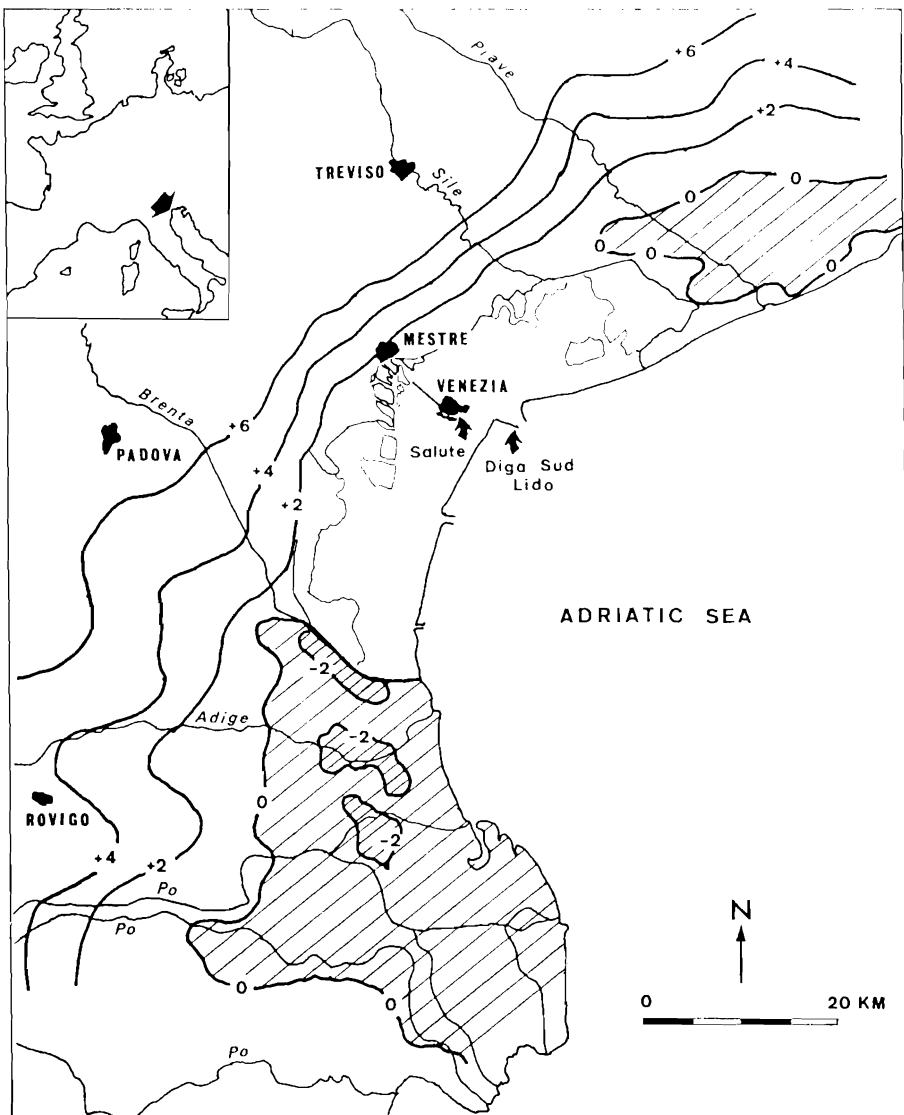 +6
Piave
+4
+2
TREVISO
Sile
0
0
0
0
0
0
0
MESTRE
VENEZIA
Brenta
+6
PADOVA
Salute
Diga Sud
Lido
+4
+2
ADRIATIC SEA
-2
Adige
-2
0
ROVIGO
-2
+4
+2
Po
N
Po
0
0
0 20 KM
Po